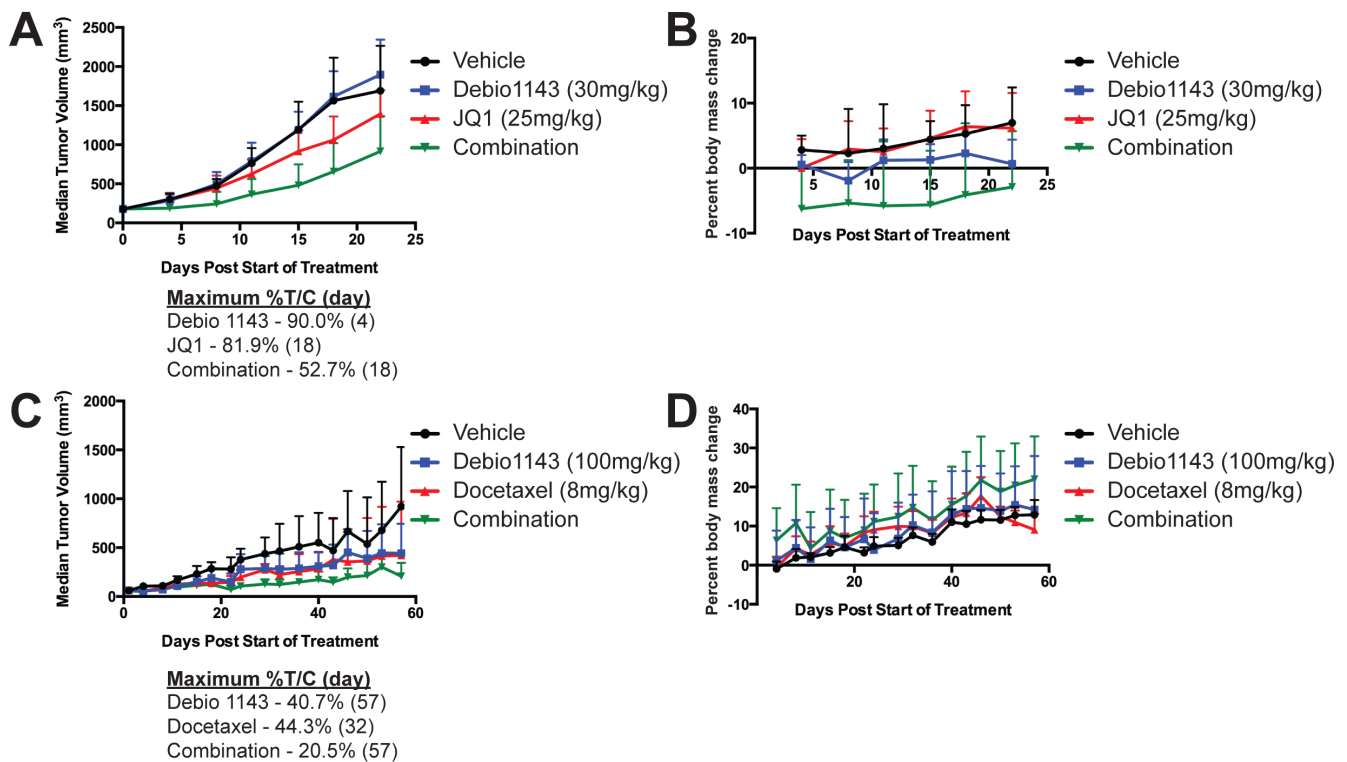 A
Median Tumor Volume (mm³)
2500
2000
1500
1000
500
0
0 5 10 15 20 25
Days Post Start of Treatment
Vehicle
Debio1143 (30mg/kg)
JQ1 (25mg/kg)
Combination
Maximum %T/C (day)
Debio 1143 - 90.0% (4)
JQ1 - 81.9% (18)
Combination - 52.7% (18)
B
Percent body mass change
20
10
0
-10
5 10 15 20 25
Days Post Start of Treatment
Vehicle
Debio1143 (30mg/kg)
JQ1 (25mg/kg)
Combination
C
Median Tumor Volume (mm³)
2000
1500
1000
500
0
0 20 40 60
Days Post Start of Treatment
Vehicle
Debio1143 (100mg/kg)
Docetaxel (8mg/kg)
Combination
Maximum %T/C (day)
Debio 1143 - 40.7% (57)
Docetaxel - 44.3% (32)
Combination - 20.5% (57)
D
Percent body mass change
40
30
20
10
0
-10
20 40 60
Days Post Start of Treatment
Vehicle
Debio1143 (100mg/kg)
Docetaxel (8mg/kg)
Combination